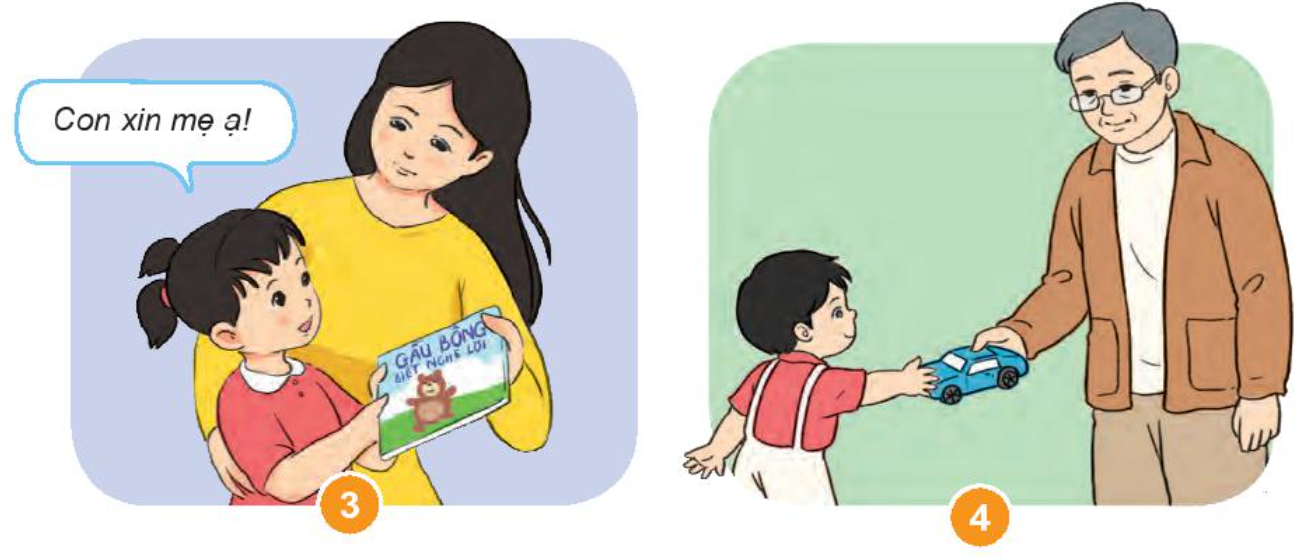 Con xin mẹ ạ!
GẤU BÔNG
BIẾT NGHE LỜI
3
4